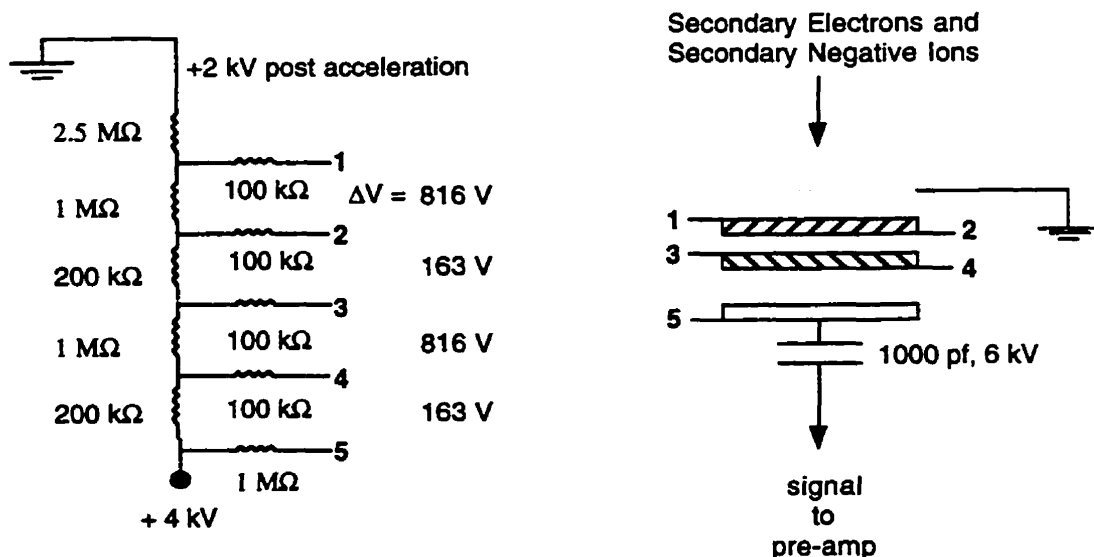 +2 kV post acceleration
2.5 MΩ
1
100 kΩ
ΔV = 816 V
1 MΩ
2
100 kΩ
163 V
200 kΩ
3
100 kΩ
816 V
1 MΩ
4
100 kΩ
163 V
200 kΩ
5
1 MΩ
+ 4 kV
Secondary Electrons and
Secondary Negative Ions
1
2
3
4
5
1000 pf, 6 kV
signal
to
pre-amp